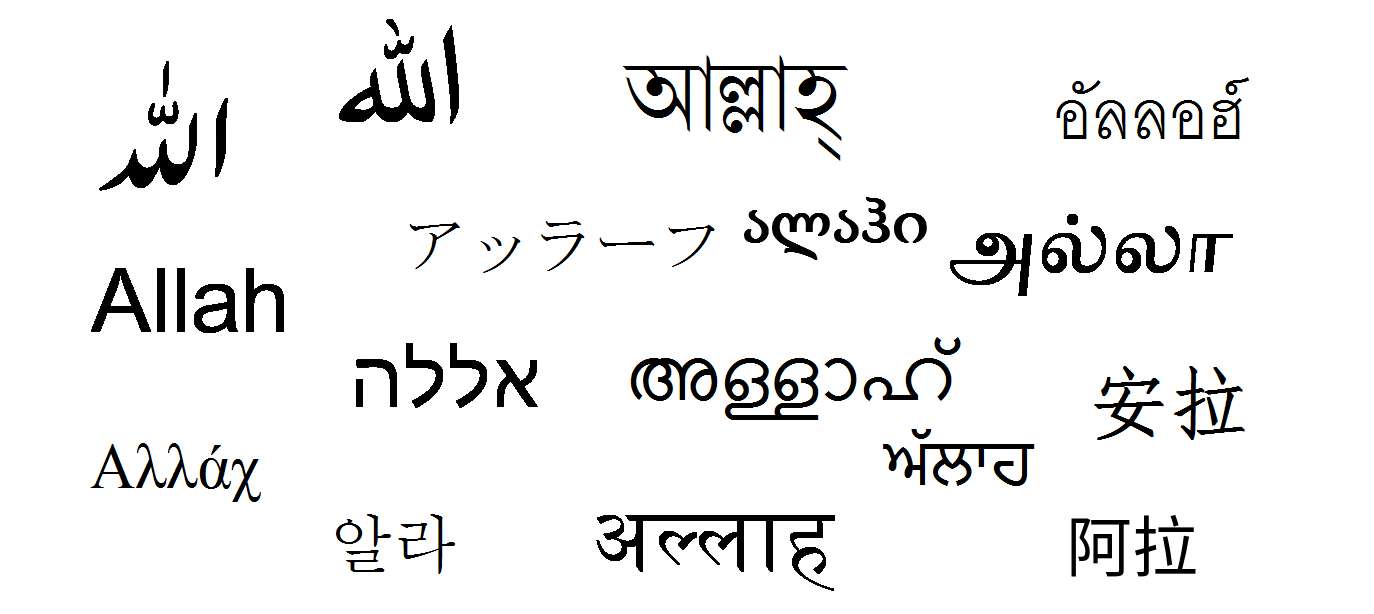 الله
الله
আল্লাহ্
อัลลอฮ์
アッラーフ
ალაჰი
அல்லா
Allah
אללה
അള്ളാഹ്
安拉
Αλλάχ
ਅੱਲਾਹ
알라
अल्लाह
阿拉